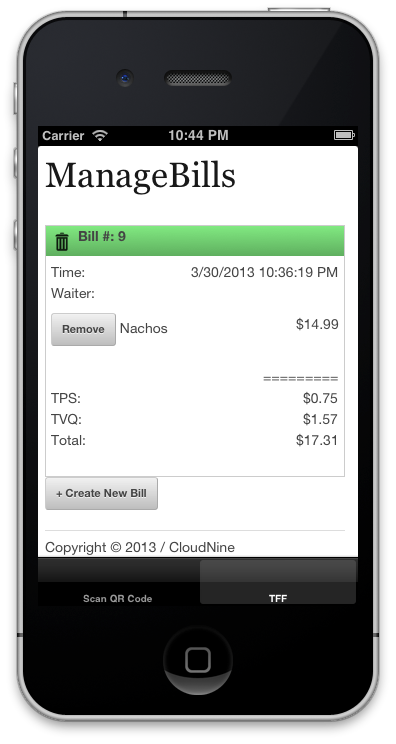 Carrier 10:44 PM
ManageBills
Bill #: 9
Time: 3/30/2013 10:36:19 PM
Waiter:
Remove Nachos $14.99
=========
TPS: $0.75
TVQ: $1.57
Total: $17.31
+ Create New Bill
Copyright © 2013 / CloudNine
Scan QR Code TFF